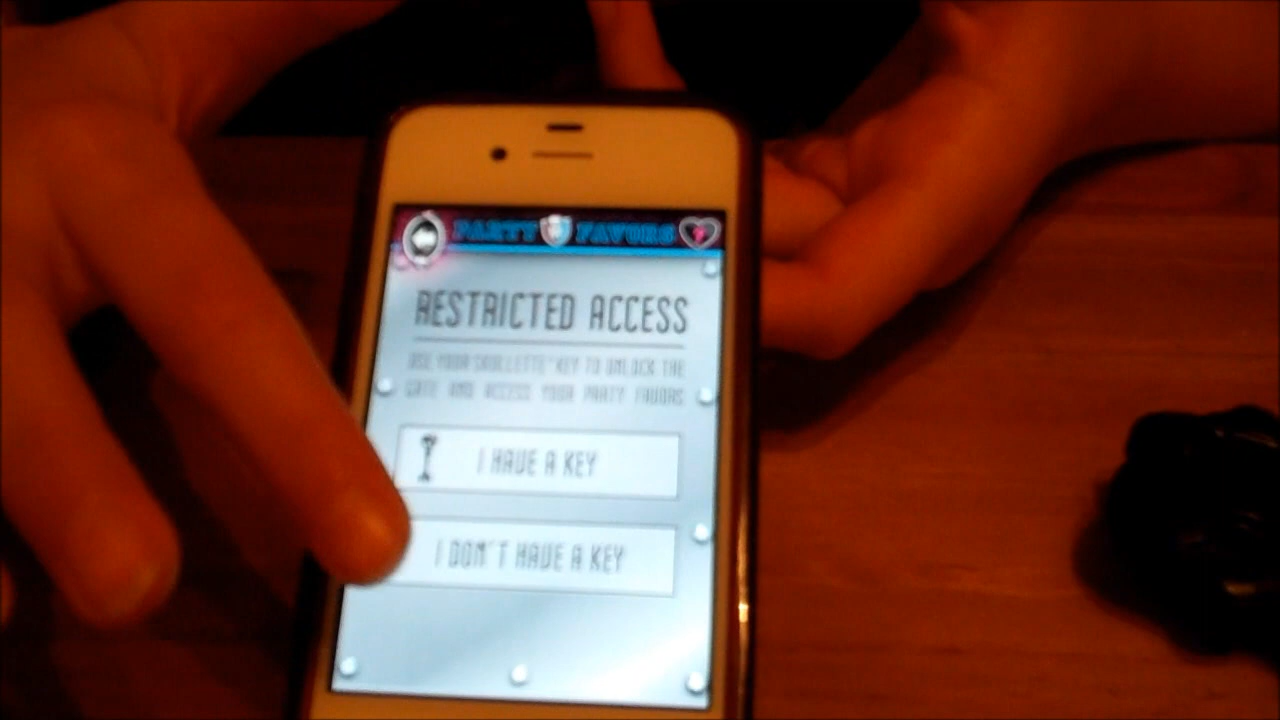 PARTY FAVORS
RESTRICTED ACCESS
USE YOUR SKULLETTE™ KEY TO UNLOCK THE
GATE AND ACCESS YOUR PARTY FAVORS
I HAVE A KEY
I DON'T HAVE A KEY